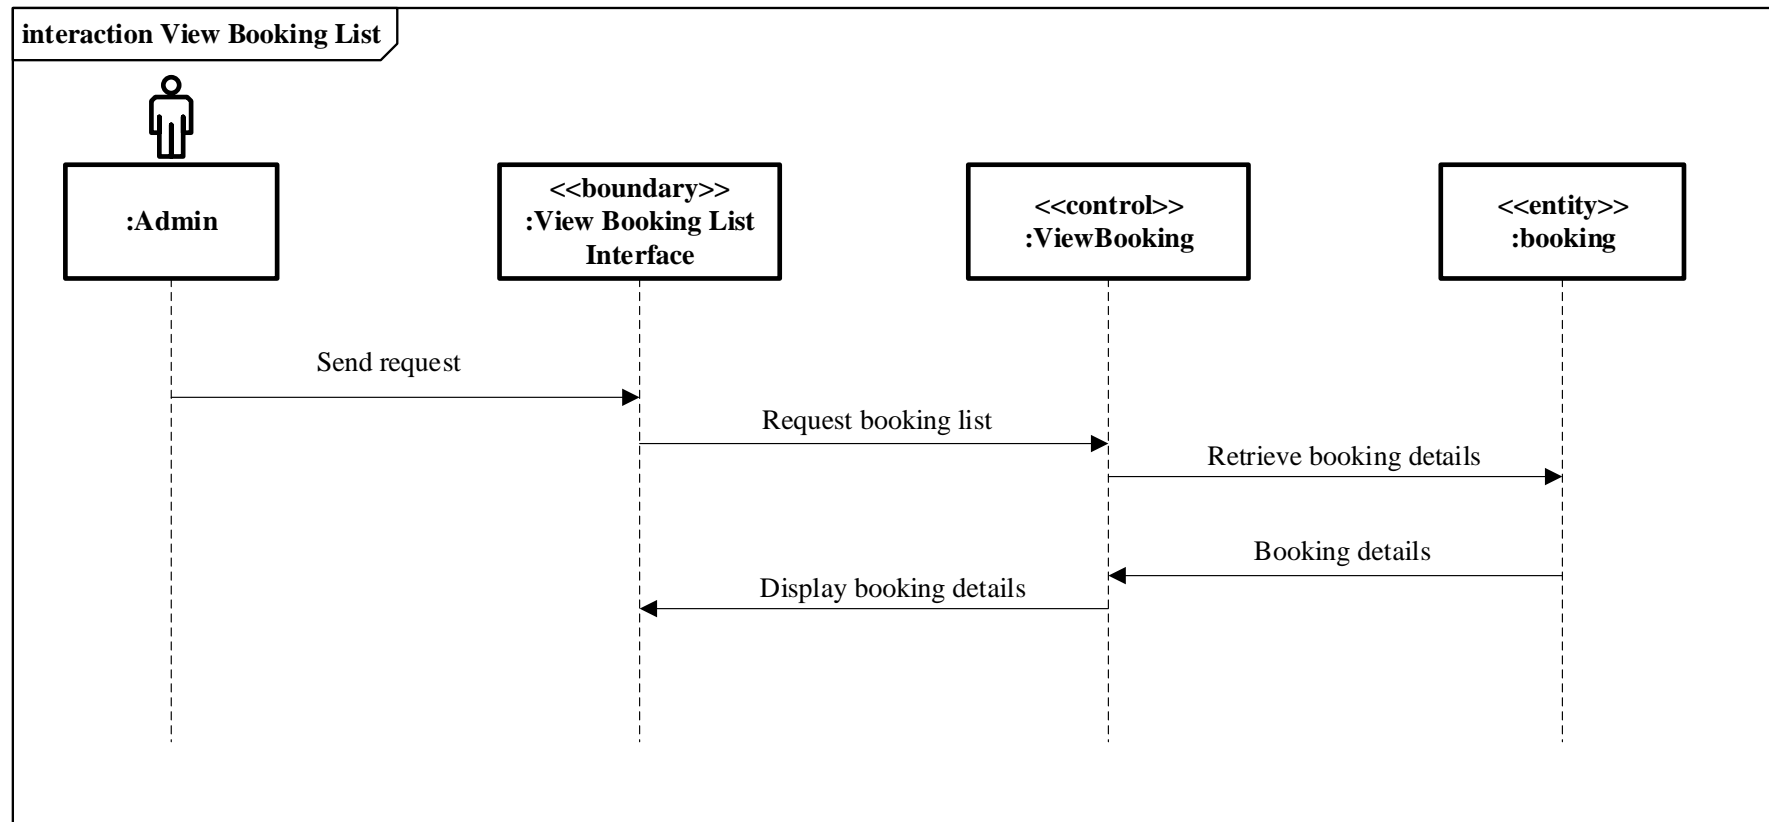 interaction View Booking List
:Admin
<<boundary>>
:View Booking List
Interface
<<control>>
:ViewBooking
<<entity>>
:booking
Send request
Request booking list
Retrieve booking details
Booking details
Display booking details